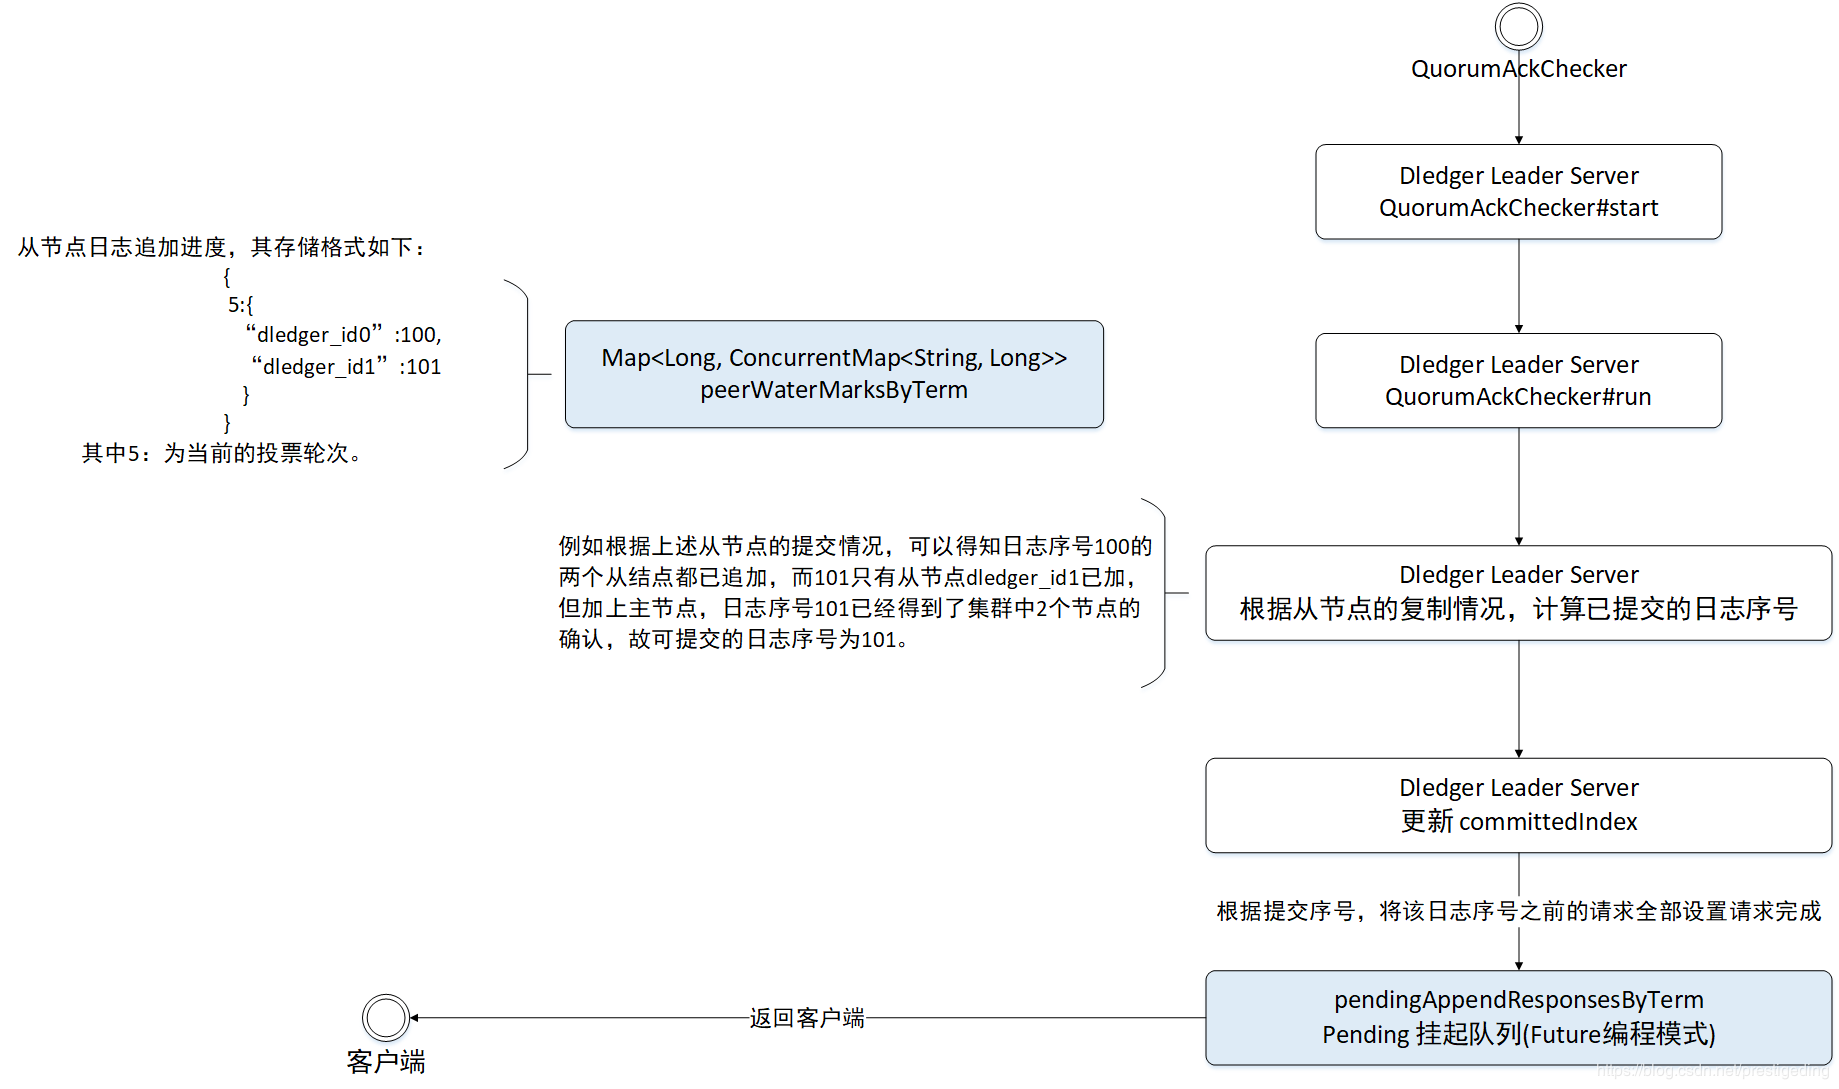 QuorumAckChecker
Dledger Leader Server
QuorumAckChecker#start
Dledger Leader Server
QuorumAckChecker#run
从节点日志追加进度，其存储格式如下：
{
5:{
“dledger_id0”:100,
“dledger_id1”:101
}
}
其中5：为当前的投票轮次。
Map<Long, ConcurrentMap<String, Long>>
peerWaterMarksByTerm
例如根据上述从节点的提交情况，可以得知日志序号100的
两个从结点都已追加，而101只有从节点dledger_id1已加，
但加上主节点，日志序号101已经得到了集群中2个节点的
确认，故可提交的日志序号为101。
Dledger Leader Server
根据从节点的复制情况，计算已提交的日志序号
Dledger Leader Server
更新 committedIndex
根据提交序号，将该日志序号之前的请求全部设置请求完成
pendingAppendResponsesByTerm
Pending 挂起队列(Future编程模式)
返回客户端
客户端
https://blog.csdn.net/prestigeding